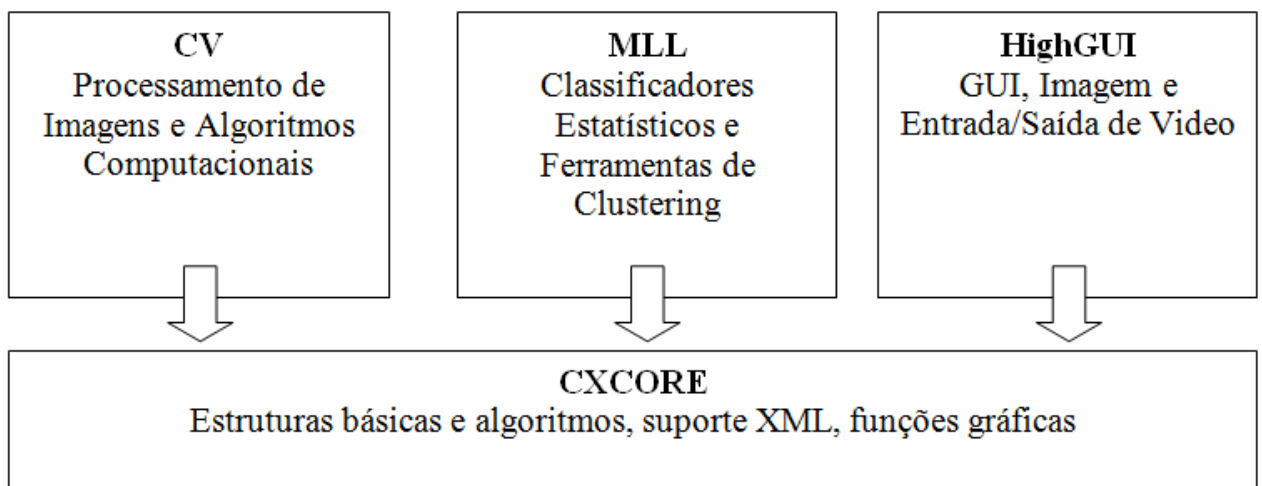 CV
Processamento de
Imagens e Algoritmos
Computacionais
MLL
Classificadores
Estatísticos e
Ferramentas de
Clustering
HighGUI
GUI, Imagem e
Entrada/Saída de Video
CXCORE
Estruturas básicas e algoritmos, suporte XML, funções gráficas